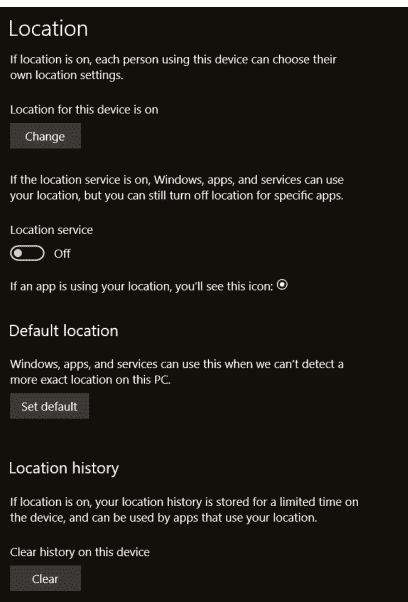 Location
If location is on, each person using this device can choose their
own location settings.
Location for this device is on
Change
If the location service is on, Windows, apps, and services can use
your location, but you can still turn off location for specific apps.
Location service
Off
If an app is using your location, you'll see this icon:
Default location
Windows, apps, and services can use this when we can't detect a
more exact location on this PC.
Set default
Location history
If location is on, your location history is stored for a limited time on
the device, and can be used by apps that use your location.
Clear history on this device
Clear